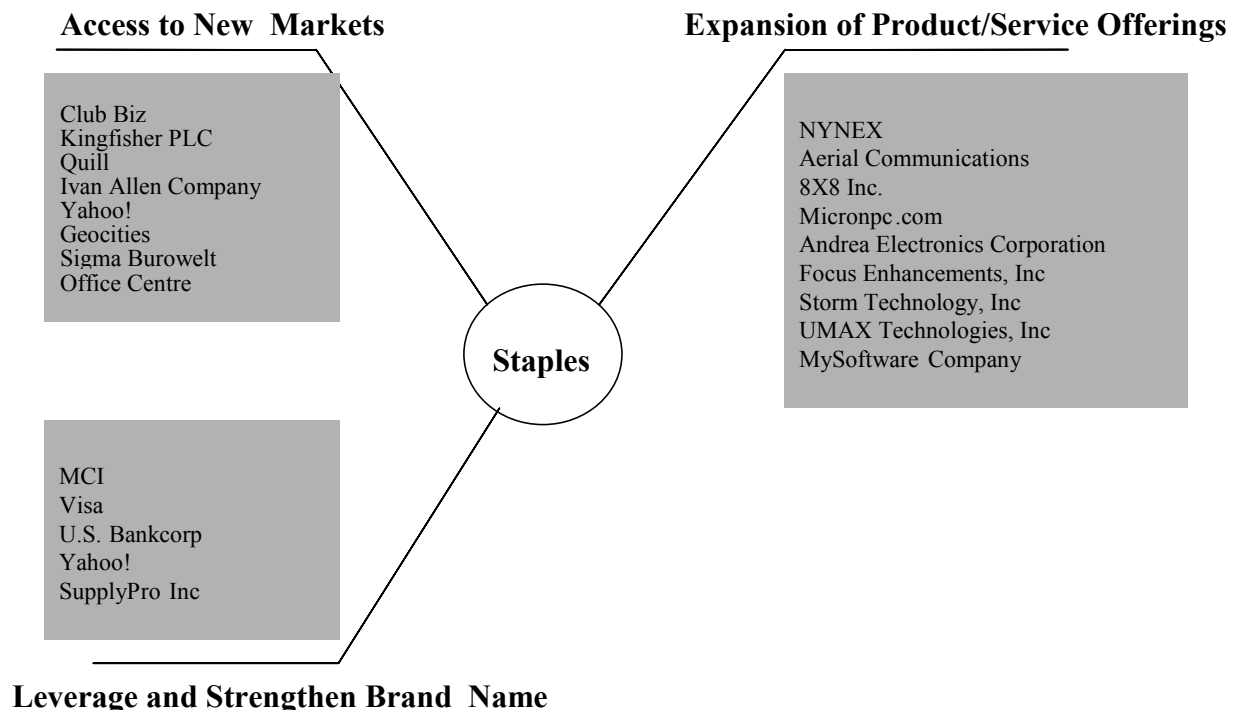 Access to New Markets
Expansion of Product/Service Offerings
Club Biz
Kingfisher PLC
Quill
Ivan Allen Company
Yahoo!
Geocities
Sigma Burowelt
Office Centre
NYNEX
Aerial Communications
8X8 Inc.
Micronpc.com
Andrea Electronics Corporation
Focus Enhancements, Inc
Storm Technology, Inc
UMAX Technologies, Inc
MySoftware Company
Staples
MCI
Visa
U.S. Bankcorp
Yahoo!
SupplyPro Inc
Leverage and Strengthen Brand Name